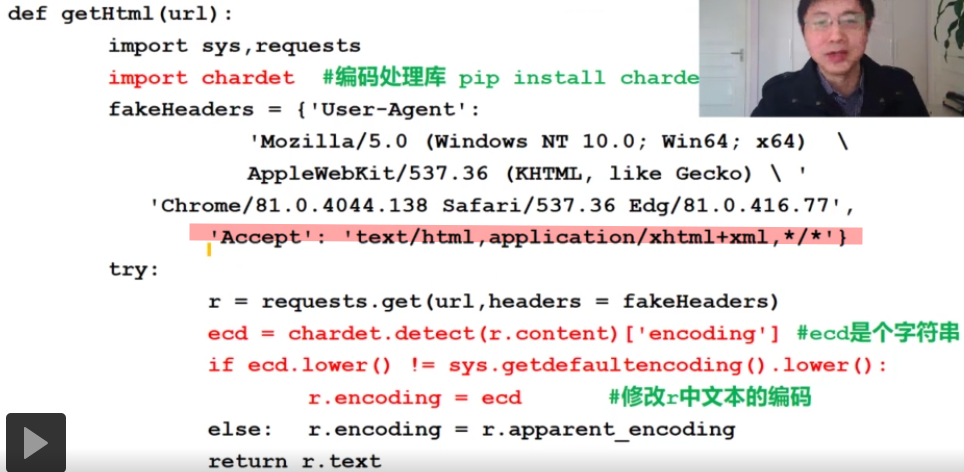 def getHtml(url):
import sys,requests
import chardet #编码处理库 pip install charde
fakeHeaders = {'User-Agent':
'Mozilla/5.0 (Windows NT 10.0; Win64; x64) \
AppleWebKit/537.36 (KHTML, like Gecko) \ '
'Chrome/81.0.4044.138 Safari/537.36 Edg/81.0.416.77',
'Accept': 'text/html,application/xhtml+xml,*/*'}
try:
r = requests.get(url,headers = fakeHeaders)
ecd = chardet.detect(r.content)['encoding'] #ecd是个字符串
if ecd.lower() != sys.getdefaultencoding().lower():
r.encoding = ecd #修改r中文本的编码
else: r.encoding = r.apparent_encoding
return r.text